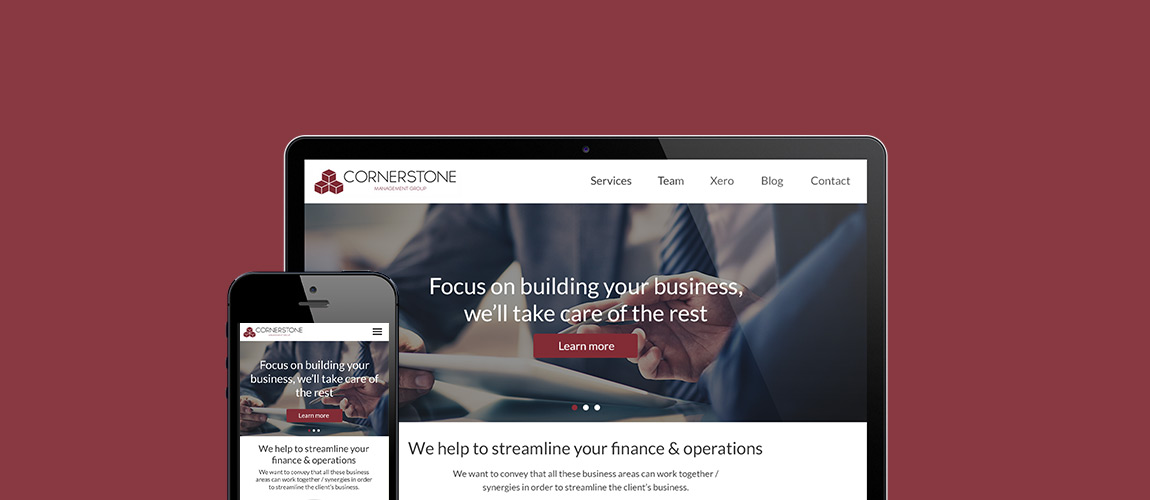 CORNERSTONE
MANAGEMENT GROUP
Services Team Xero Blog Contact
Focus on building your business,
we'll take care of the rest
Learn more
We help to streamline your finance & operations
We want to convey that all these business areas can work together /
synergies in order to streamline the client's business.
CORNERSTONE
MANAGEMENT GROUP
Focus on building your
business, we'll take care of
the rest
Learn more
We help to streamline your
finance & operations
We want to convey that all these business
areas can work together / synergies in order
to streamline the client's business.